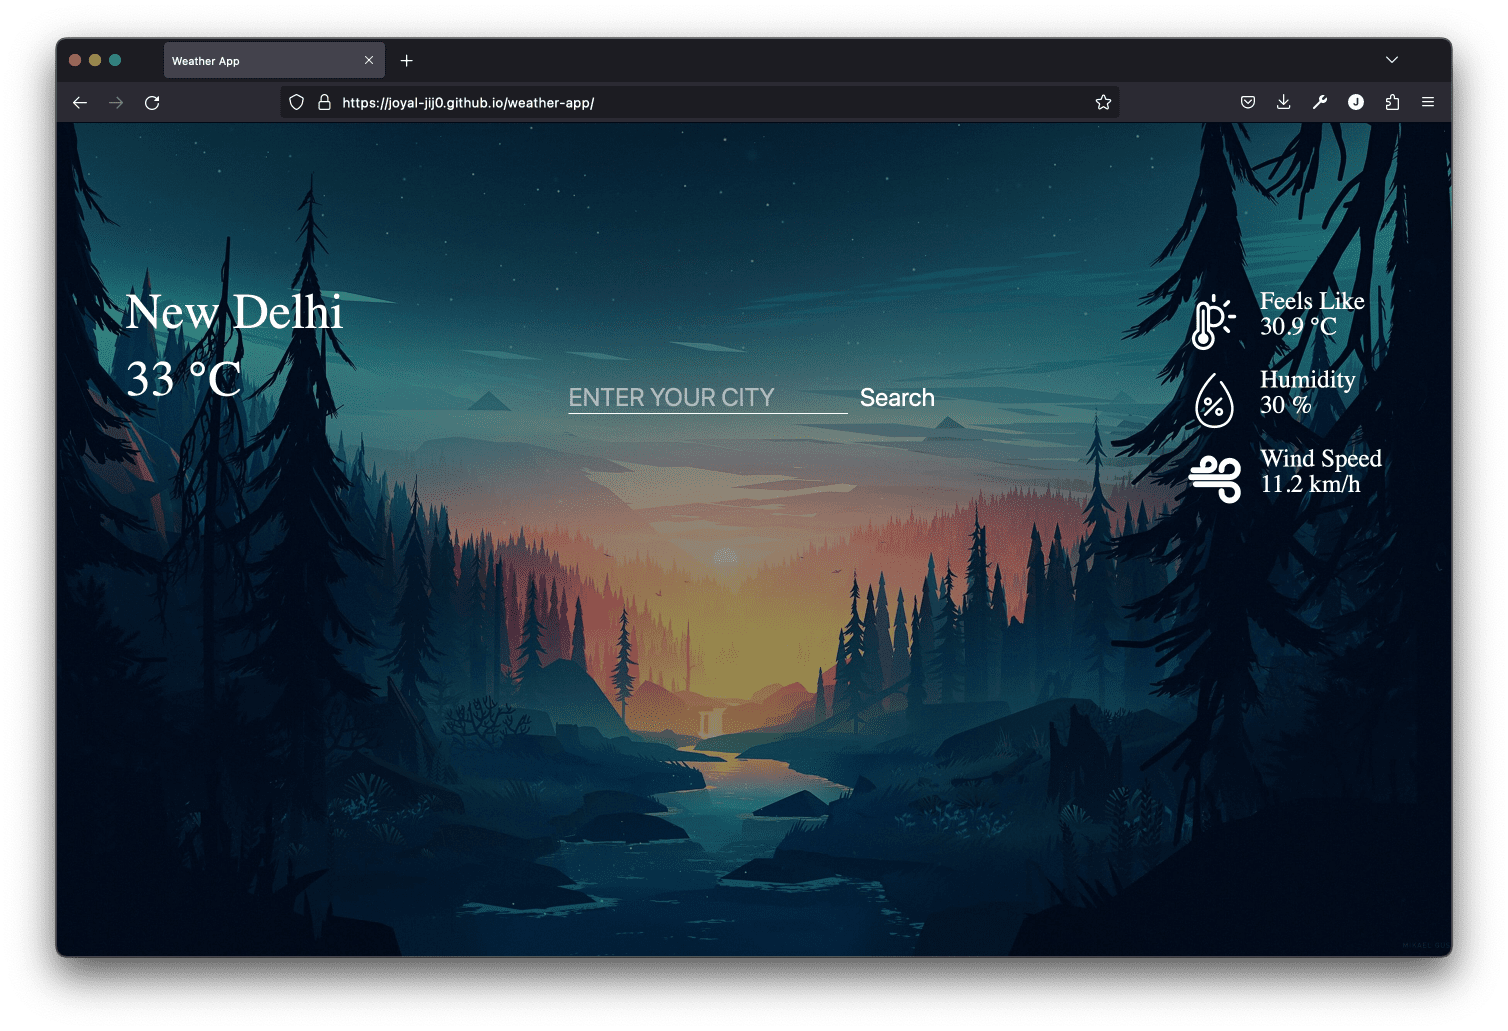 Weather App
https://joyal-jij0.github.io/weather-app/
J
New Delhi
33 °C
ENTER YOUR CITY
Search
Feels Like
30.9 °C
Humidity
30 %
Wind Speed
11.2 km/h